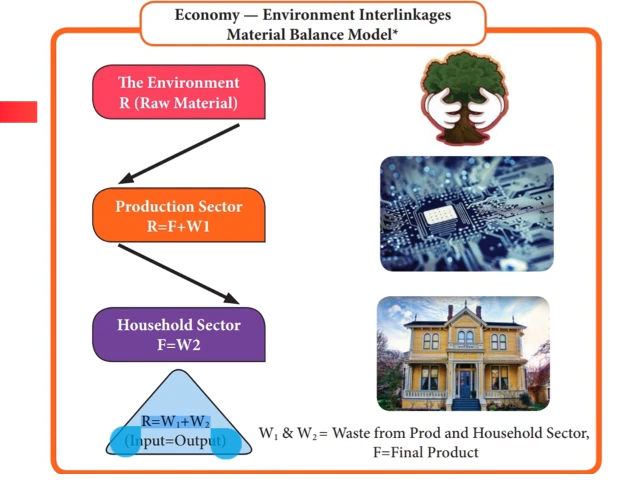 Economy — Environment Interlinkages
Material Balance Model*
The Environment
R (Raw Material)
Production Sector
R=F+W1
Household Sector
F=W2
R=W₁+W₂
(Input=Output)
W₁ & W₂= Waste from Prod and Household Sector,
F=Final Product